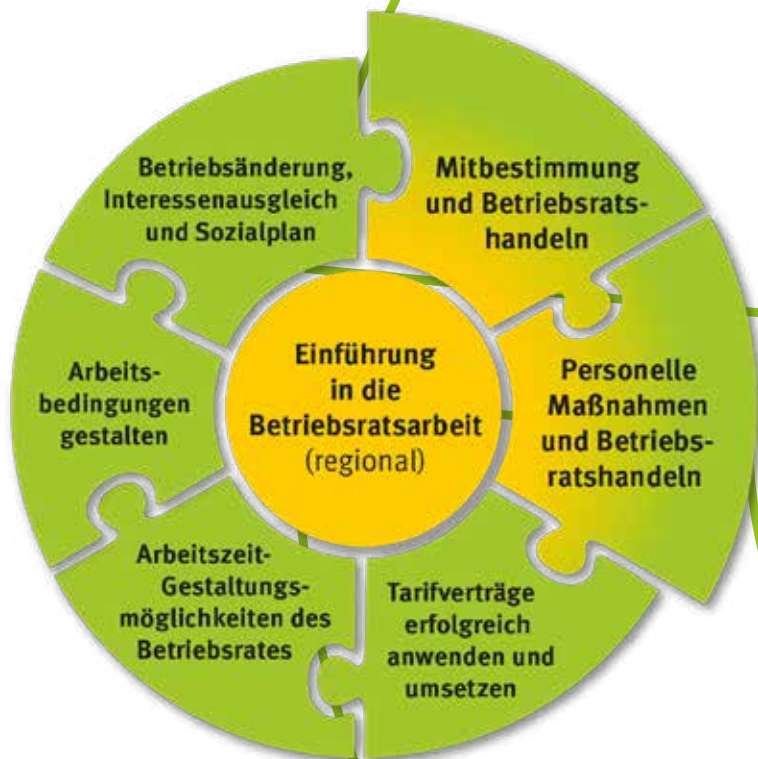 Einführung
in die
Betriebsratsarbeit
(regional)
Mitbestimmung
und Betriebsrats-
handeln
Personelle
Maßnahmen
und Betriebs-
ratshandeln
Tarifverträge
erfolgreich
anwenden und
umsetzen
Arbeitszeit-
Gestaltungs-
möglichkeiten des
Betriebsrates
Arbeits-
bedingungen
gestalten
Betriebsänderung,
Interessenausgleich
und Sozialplan